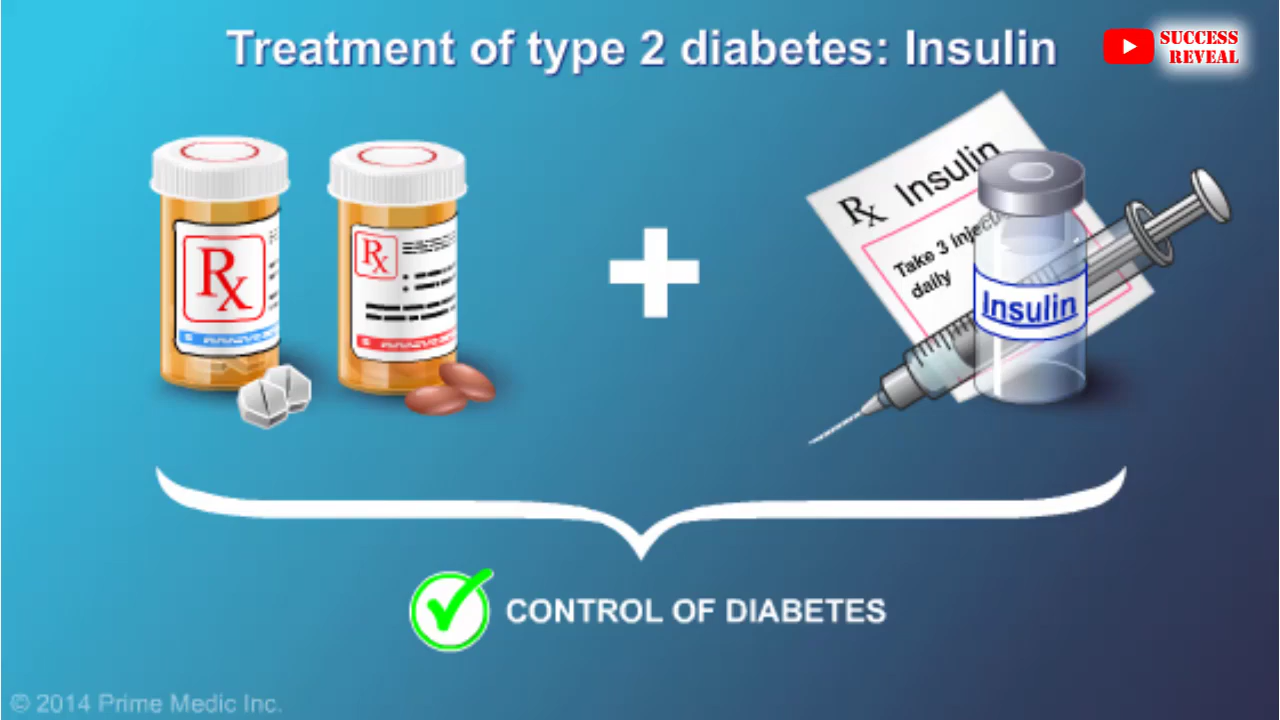 Treatment of type 2 diabetes: Insulin
SUCCESS
REVEAL
Rx
Rx
Rx Insulin
Take 3
daily
Insulin
CONTROL OF DIABETES
© 2014 Prime Medic Inc.